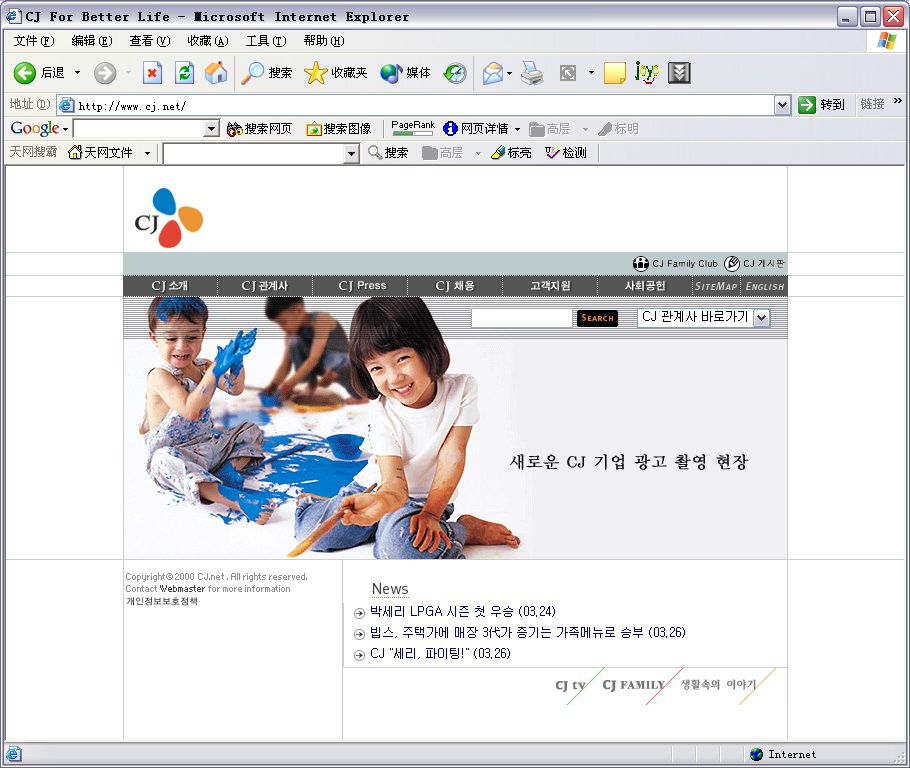 CJ For Better Life - Microsoft Internet Explorer
文件(F) 编辑(E) 查看(V) 收藏(A) 工具(T) 帮助(H)
后退 搜索 收藏夹 媒体 joy
地址(D) http://www.cj.net/ 转到 链接 »
Google 搜索网页 搜索图像 PageRank 网页详情 高层 标明
天网搜霸 天网文件 搜索 高层 标亮 检测
CJ
CJ Family Club CJ 게시판
CJ 소개 CJ 관계사 CJ Press CJ 채용 고객지원 사회공헌 SITEMAP ENGLISH
SEARCH CJ 관계사 바로가기
새로운 CJ 기업 광고 촬영 현장
Copyright©2000 CJ.net. All rights reserved.
Contact Webmaster for more information
개인정보보호정책
News
박세리 LPGA 시즌 첫 우승 (03.24)
빕스, 주택가에 매장 3代가 즐기는 가족메뉴로 승부 (03.26)
CJ "세리, 파이팅!" (03.26)
CJ tv CJ FAMILY 생활속의 이야기
Internet